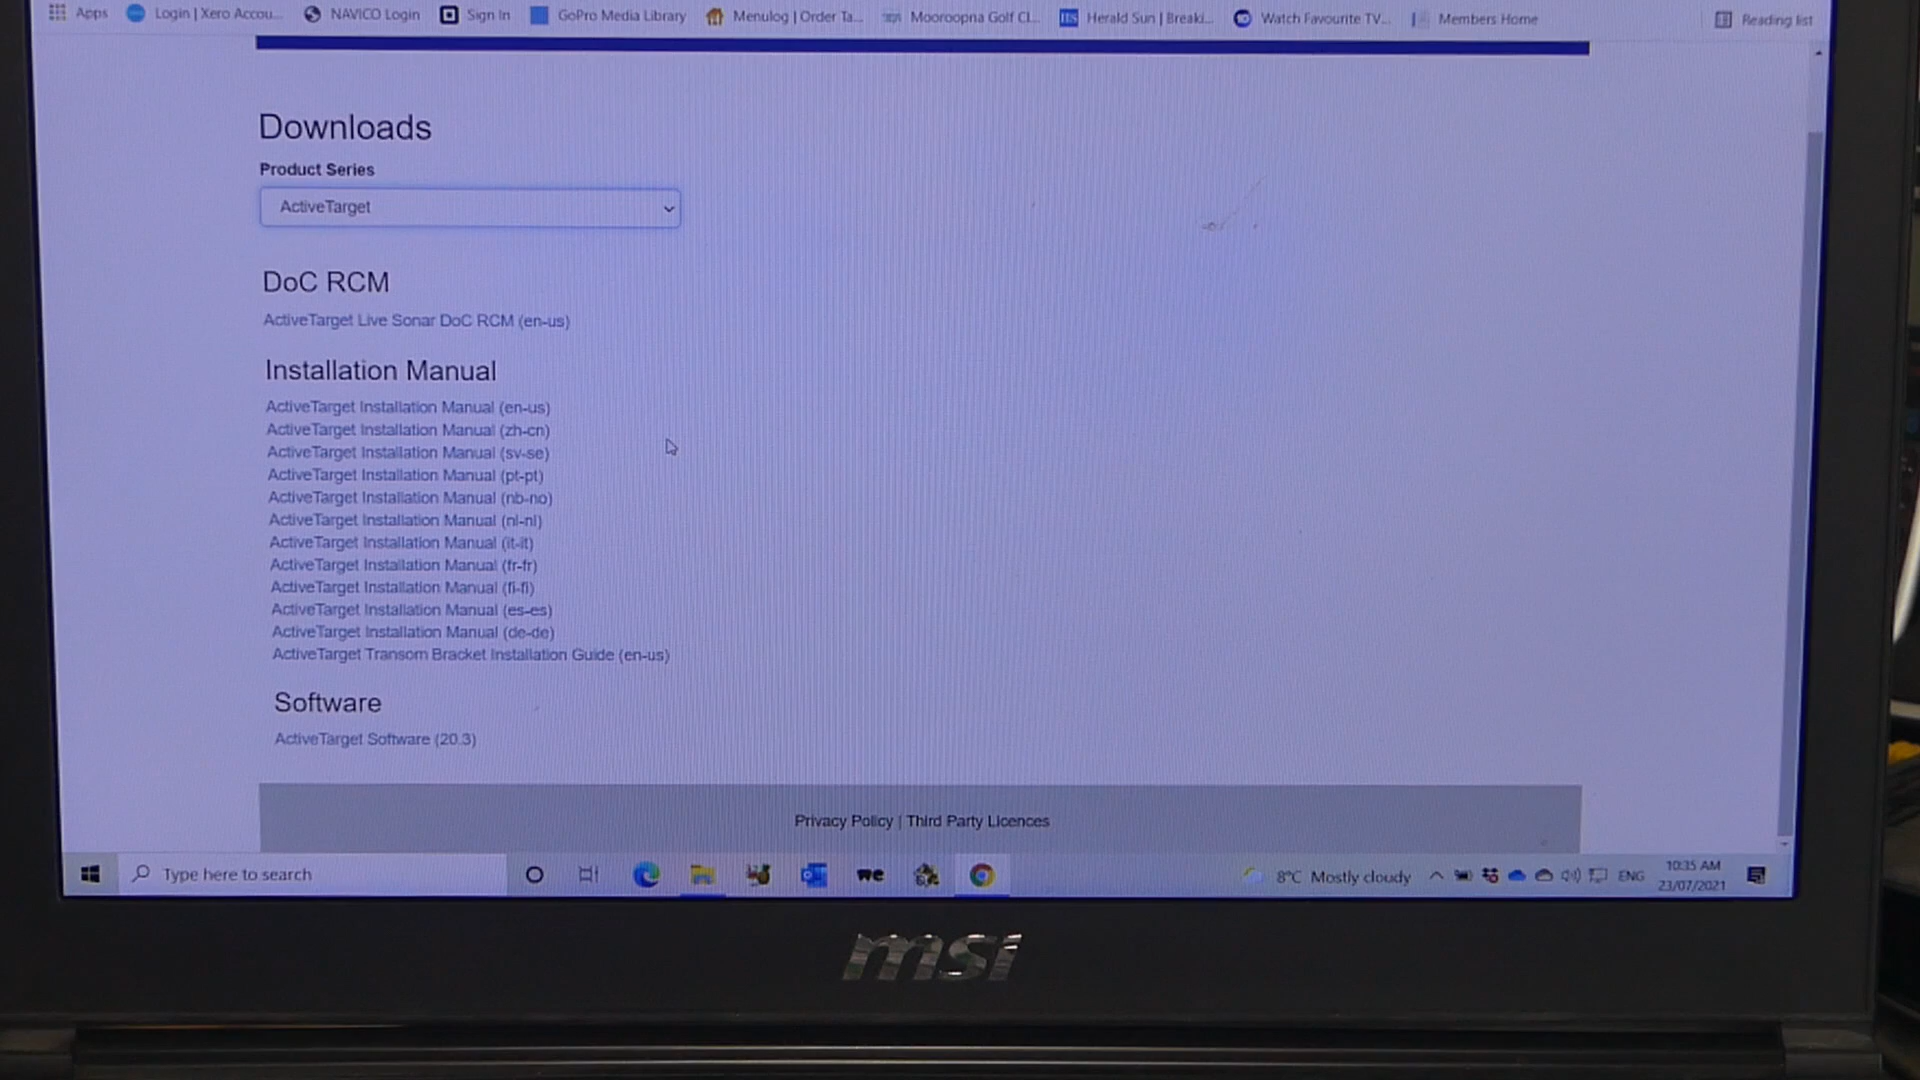 Apps Login | Xero Accou... NAVICO Login Sign In GoPro Media Library Menulog | Order Ta... Mooroopna Golf Cl... HS Herald Sun | Breaki... Watch Favourite TV... Members Home Reading list
Downloads
Product Series
ActiveTarget
DoC RCM
ActiveTarget Live Sonar DoC RCM (en-us)
Installation Manual
ActiveTarget Installation Manual (en-us)
ActiveTarget Installation Manual (zh-cn)
ActiveTarget Installation Manual (sv-se)
ActiveTarget Installation Manual (pt-pt)
ActiveTarget Installation Manual (nb-no)
ActiveTarget Installation Manual (nl-nl)
ActiveTarget Installation Manual (it-it)
ActiveTarget Installation Manual (fr-fr)
ActiveTarget Installation Manual (fi-fi)
ActiveTarget Installation Manual (es-es)
ActiveTarget Installation Manual (de-de)
ActiveTarget Transom Bracket Installation Guide (en-us)
Software
ActiveTarget Software (20.3)
Privacy Policy | Third Party Licences
Type here to search we 8°C Mostly cloudy ENG 10:35 AM
23/07/2021
msi